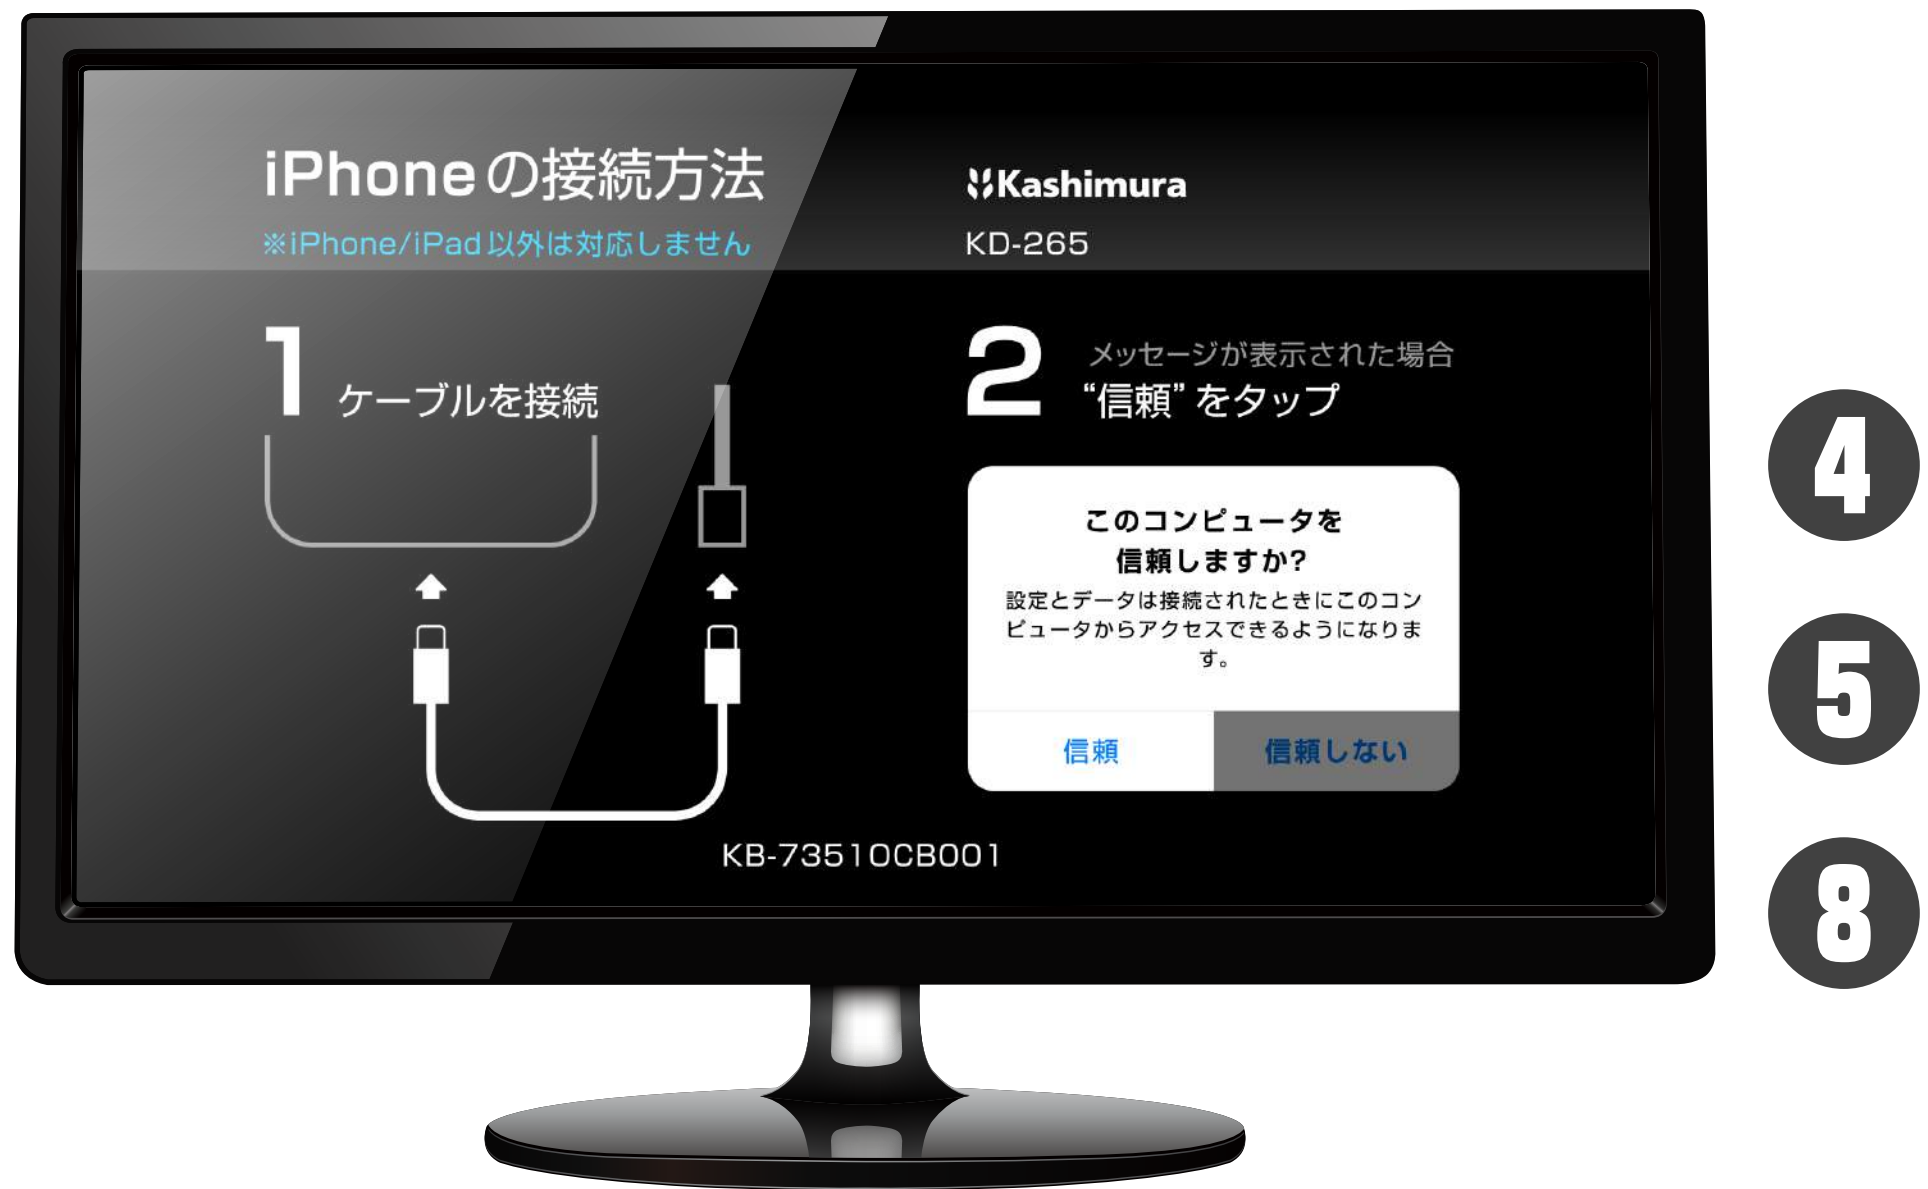 iPhoneの接続方法
※iPhone/iPad以外は対応しません
Kashimura
KD-265
1 ケーブルを接続
2 メッセージが表示された場合
“信頼”をタップ
このコンピュータを
信頼しますか?
設定とデータは接続されたときにこのコン
ピュータからアクセスできるようになりま
す。
信頼
信頼しない
KB-73510CB001
4
5
8